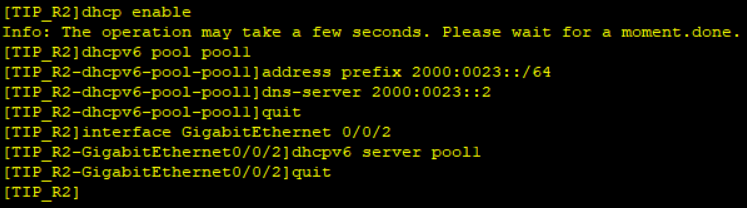 [TIP_R2]dhcp enable
Info: The operation may take a few seconds. Please wait for a moment.done.
[TIP_R2]dhcpv6 pool pool1
[TIP_R2-dhcpv6-pool-pool1]address prefix 2000:0023::/64
[TIP_R2-dhcpv6-pool-pool1]dns-server 2000:0023::2
[TIP_R2-dhcpv6-pool-pool1]quit
[TIP_R2]interface GigabitEthernet 0/0/2
[TIP_R2-GigabitEthernet0/0/2]dhcpv6 server pool1
[TIP_R2-GigabitEthernet0/0/2]quit
[TIP_R2]